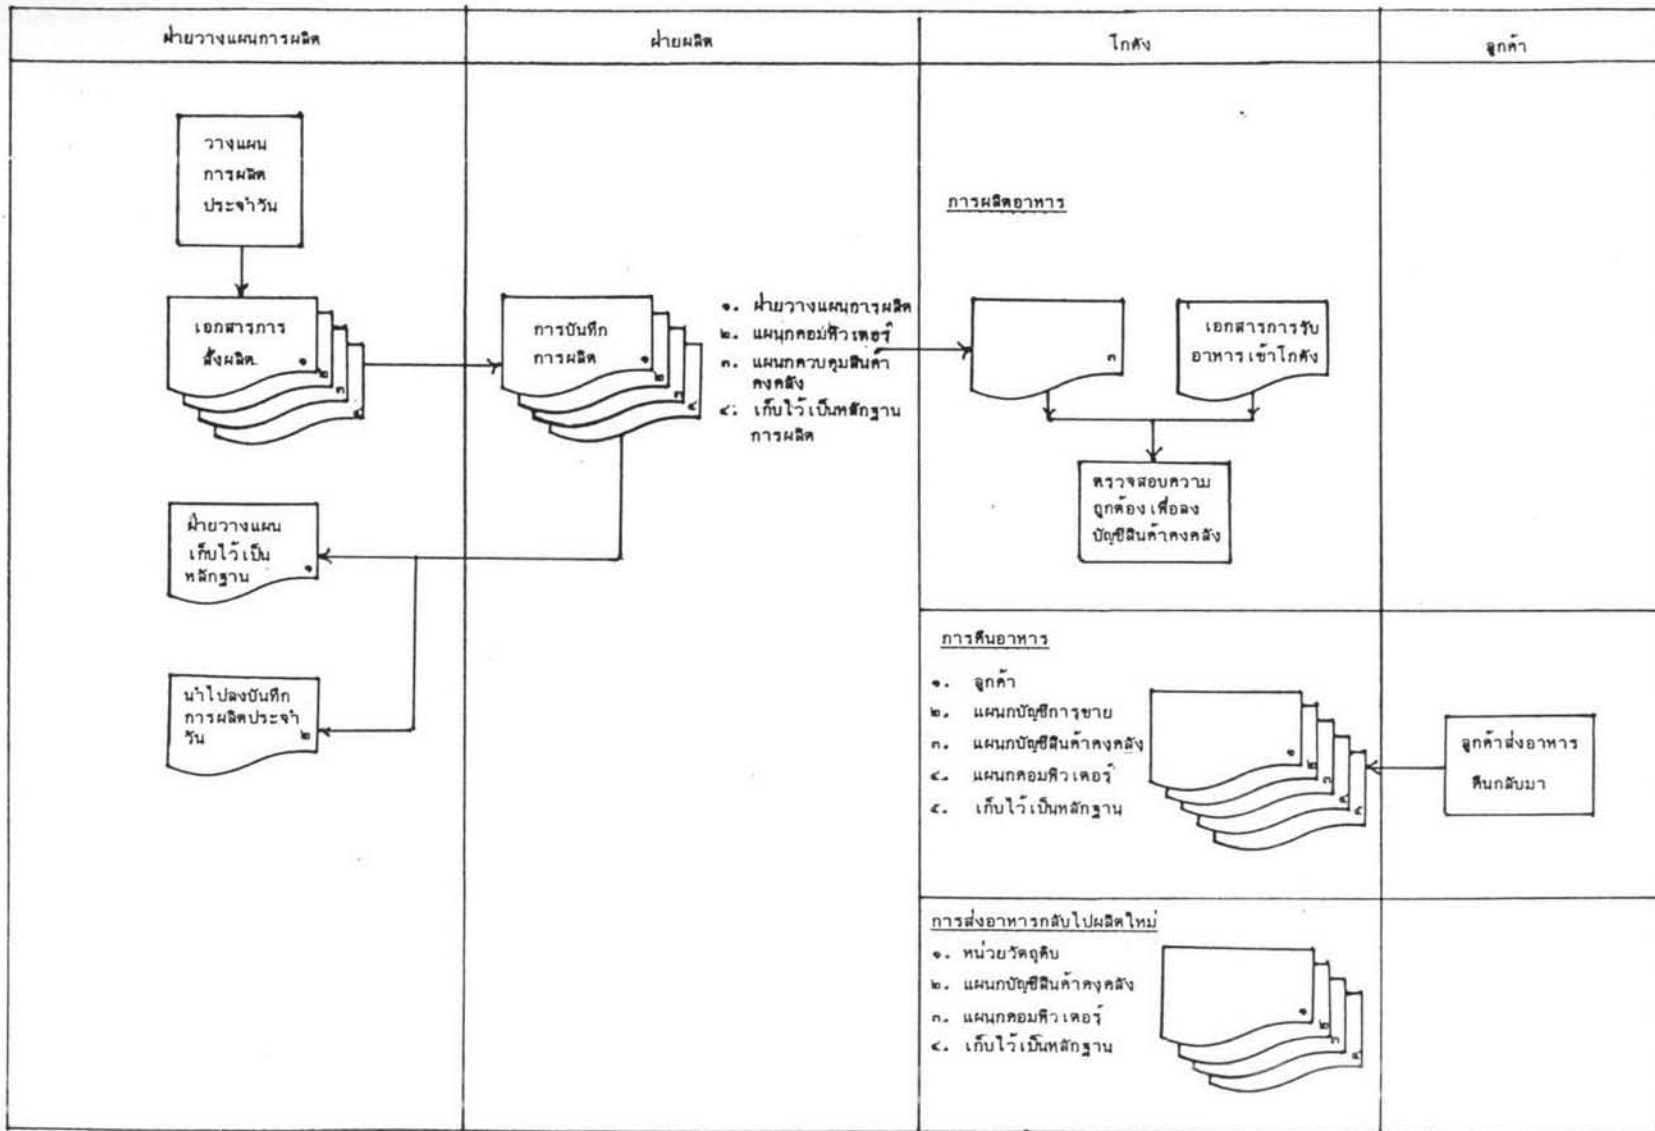 ฝ่ายวางแผนการผลิต
ฝ่ายผลิต
โกดัง
ลูกค้า
วางแผน
การผลิต
ประจำวัน
เอกสารการ
สั่งผลิต
๑
๒
๓
๔
การบันทึก
การผลิต
๑
๒
๓
๔
๑. ฝ่ายวางแผนการผลิต
๒. แผนกคอมพิวเตอร์
๓. แผนกควบคุมสินค้า
คงคลัง
๔. เก็บไว้เป็นหลักฐาน
การผลิต
ฝ่ายวางแผน
เก็บไว้เป็น
หลักฐาน
๑
นำไปลงบันทึก
การผลิตประจำ
วัน
๒
การผลิตอาหาร
๓
เอกสารการรับ
อาหารเข้าโกดัง
ตรวจสอบความ
ถูกต้องเพื่อลง
บัญชีสินค้าคงคลัง
การคืนอาหาร
๑. ลูกค้า
๒. แผนกบัญชีการขาย
๓. แผนกบัญชีสินค้าคงคลัง
๔. แผนกคอมพิวเตอร์
๕. เก็บไว้เป็นหลักฐาน
๑
๒
ลูกค้าส่งอาหาร
คืนกลับมา
การส่งอาหารกลับไปผลิตใหม่
๑. หน่วยวัตถุดิบ
๒. แผนกบัญชีสินค้าคงคลัง
๓. แผนกคอมพิวเตอร์
๔. เก็บไว้เป็นหลักฐาน
๑
๒